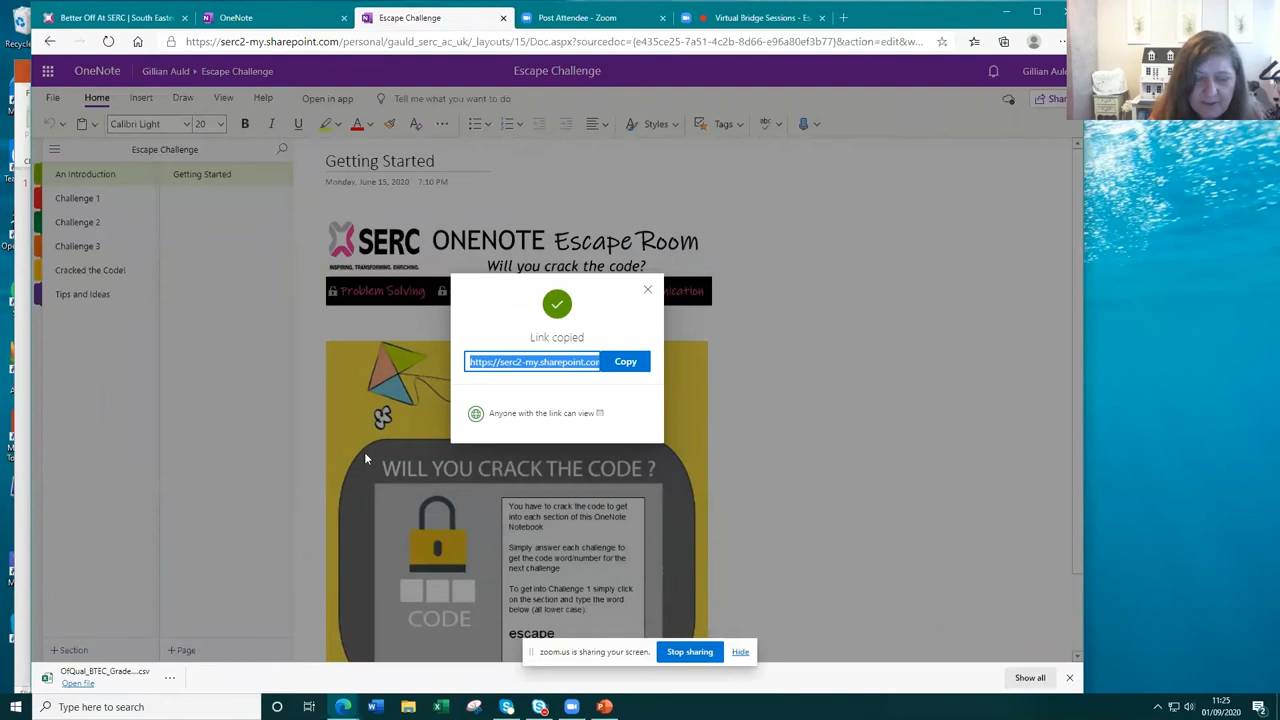 Better Off At SERC | South Easte
OneNote
Escape Challenge
Post Attendee - Zoom
Virtual Bridge Sessions - Es
https://serc2-my.sharepoint.com/personal/gauld_serc_ac_uk/_layouts/15/Doc.aspx?sourcedoc={e435ce25-7a51-4c2b-8d66-e96a80ef3b77}&action=edit&w...
OneNote
Gillian Auld › Escape Challenge
Escape Challenge
Gillian Auld
File Home Insert Draw View Help Open in app Tell me what you want to do
Share
Calibri Light 20 B I U A Styles Tags abc
Escape Challenge
An Introduction
Getting Started
Challenge 1
Challenge 2
Challenge 3
Cracked the Code!
Tips and Ideas
Getting Started
Monday, June 15, 2020 7:10 PM
SERC ONENOTE Escape Room
INSPIRING. TRANSFORMING. ENRICHING.
Will you crack the code?
Problem Solving
Link copied
https://serc2-my.sharepoint.con
Copy
Anyone with the link can view
WILL YOU CRACK THE CODE ?
You have to crack the code to get
into each section of this OneNote
Notebook
Simply answer each challenge to
get the code word/number for the
next challenge
To get into Challenge 1 simply click
on the section and type the word
below (all lower case):
escape
CODE
+ Section
+ Page
zoom.us is sharing your screen.
Stop sharing
Hide
OfQual_BTEC_Grade....csv
Open file
Show all
Type here to search
11:25
01/09/2020
2